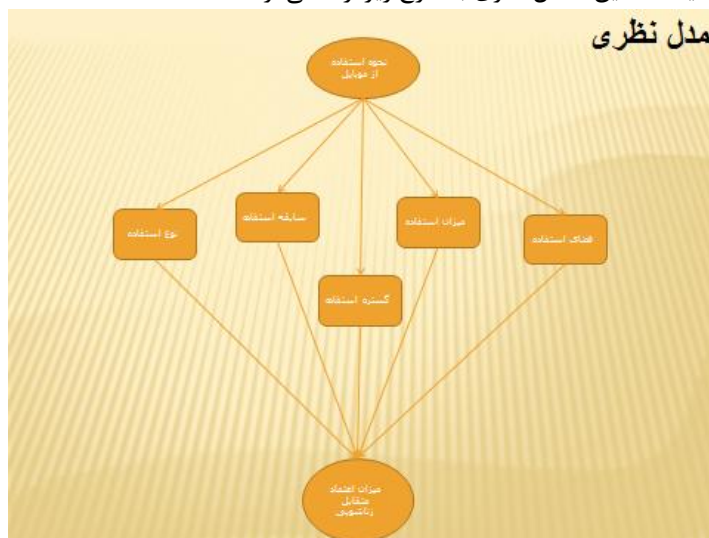 مدل نظری
نحوه استفاده
از موبایل
نوع استفاده
سابقه استفاده
گستره استفاده
میزان استفاده
فضای استفاده
میزان اعتماد
متقابل
زناشویی